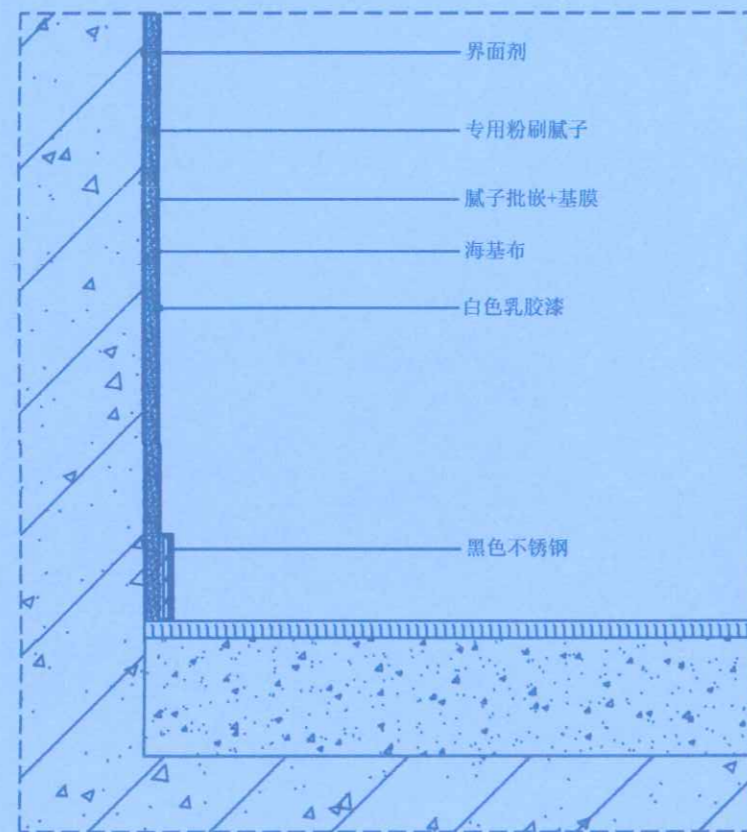 界面剂
专用粉刷腻子
腻子批嵌+基膜
海基布
白色乳胶漆
黑色不锈钢